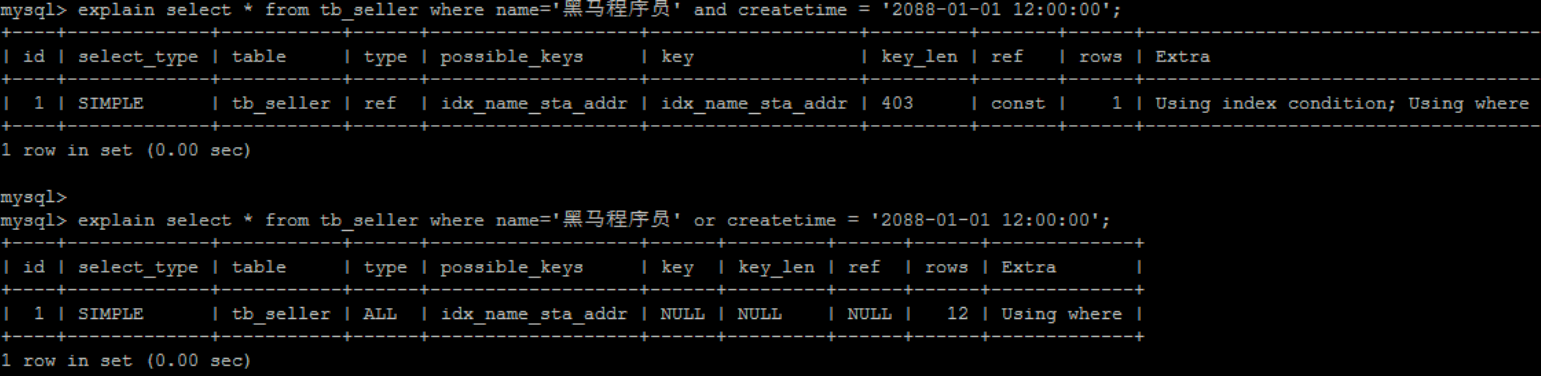 mysql> explain select * from tb_seller where name='黑马程序员' and createtime = '2088-01-01 12:00:00';
+----+-------------+-----------+------+------------------+------------------+---------+-------+------+------------------------------------
| id | select_type | table     | type | possible_keys    | key              | key_len | ref   | rows | Extra
+----+-------------+-----------+------+------------------+------------------+---------+-------+------+------------------------------------
|  1 | SIMPLE      | tb_seller | ref  | idx_name_sta_addr | idx_name_sta_addr | 403     | const |    1 | Using index condition; Using where
+----+-------------+-----------+------+------------------+------------------+---------+-------+------+------------------------------------
1 row in set (0.00 sec)
mysql>
mysql> explain select * from tb_seller where name='黑马程序员' or createtime = '2088-01-01 12:00:00';
+----+-------------+-----------+------+-------------------+------+---------+------+------+-------------+
| id | select_type | table     | type | possible_keys     | key  | key_len | ref  | rows | Extra       |
+----+-------------+-----------+------+-------------------+------+---------+------+------+-------------+
|  1 | SIMPLE      | tb_seller | ALL  | idx_name_sta_addr | NULL | NULL    | NULL |   12 | Using where |
+----+-------------+-----------+------+-------------------+------+---------+------+------+-------------+
1 row in set (0.00 sec)